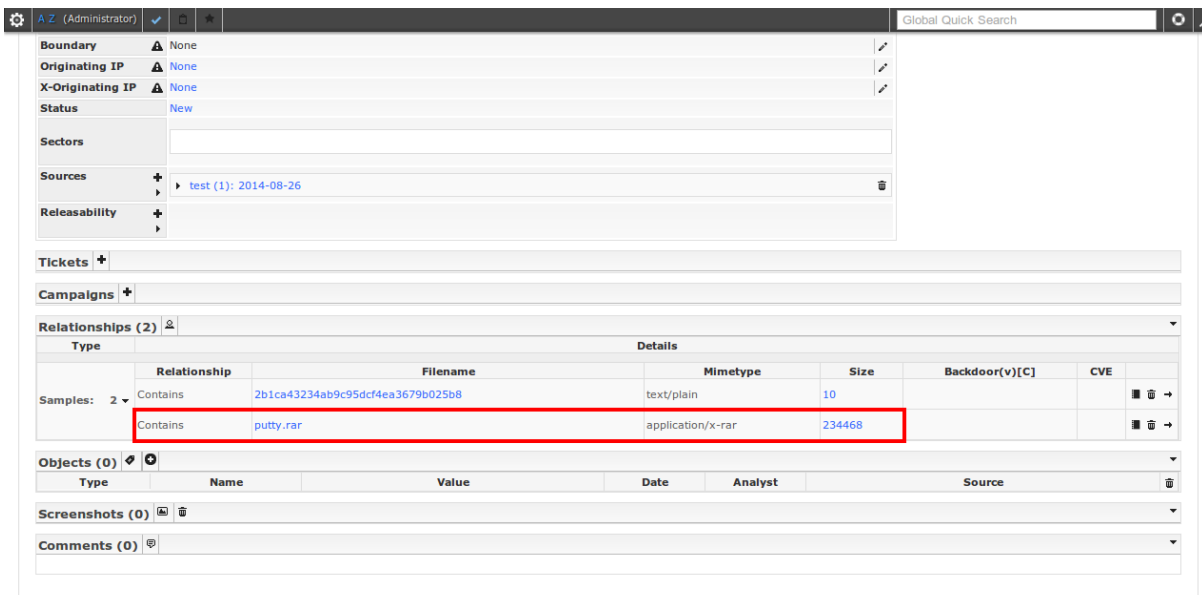 A-Z (Administrator) Global Quick Search
Boundary None
Originating IP None
X-Originating IP None
Status New
Sectors
Sources test (1): 2014-08-26
Releasability
Tickets
Campaigns
Relationships (2)
Type Details
Relationship Filename Mimetype Size Backdoor(v)[C] CVE
Samples: 2
Contains 2b1ca43234ab9c95dcf4ea3679b025b8 text/plain 10
Contains putty.rar application/x-rar 234468
Objects (0)
Type Name Value Date Analyst Source
Screenshots (0)
Comments (0)